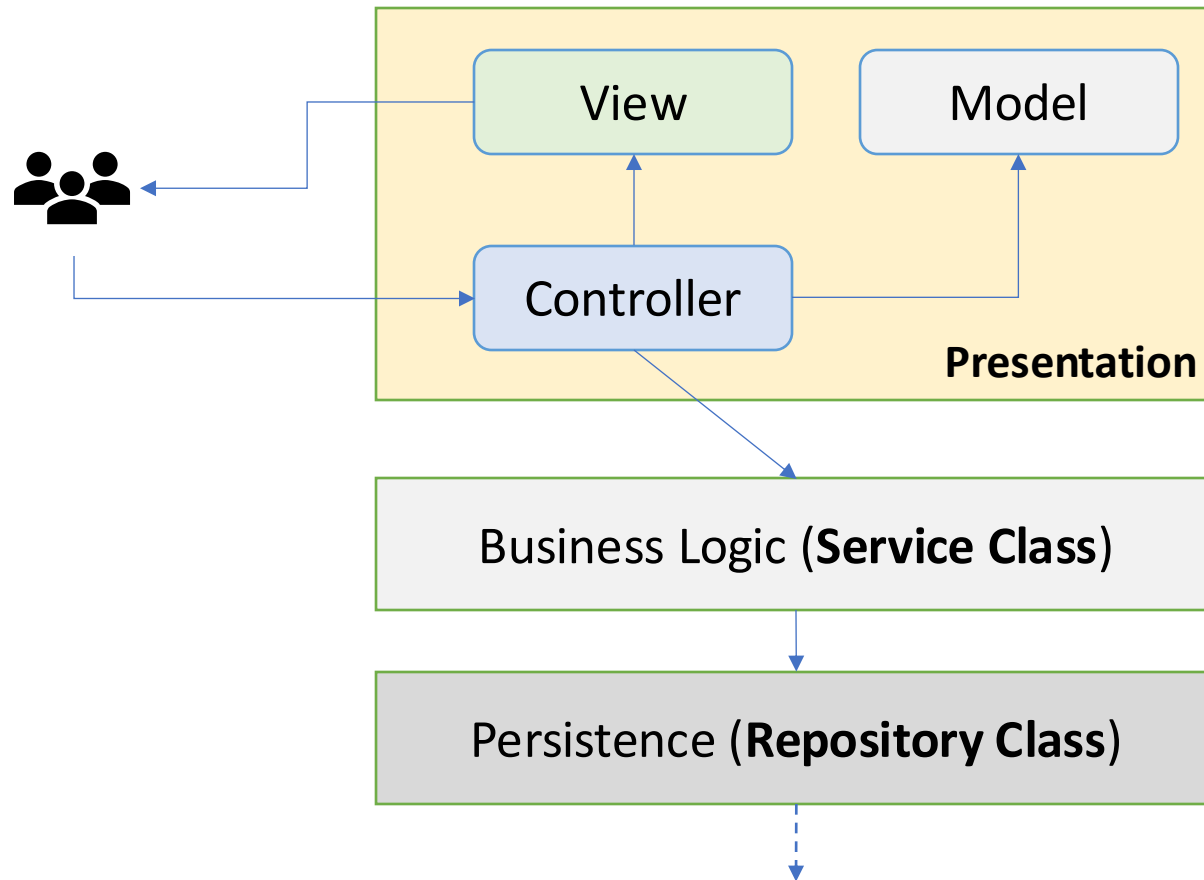 View
Model
Controller
Presentation
Business Logic (Service Class)
Persistence (Repository Class)